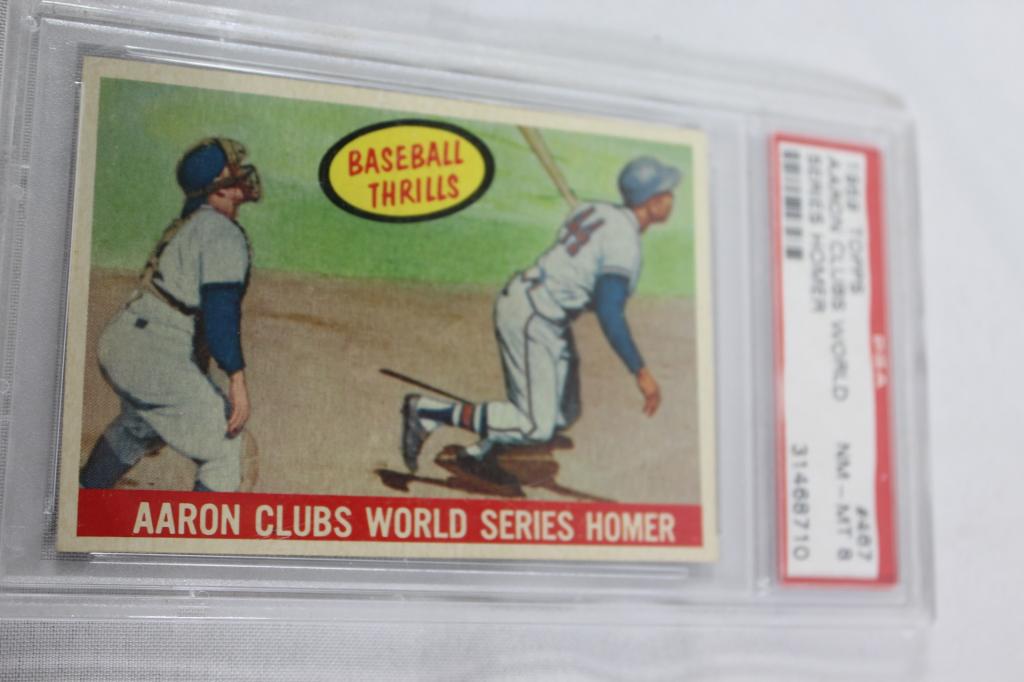 BASEBALL
THRILLS
44
AARON CLUBS WORLD SERIES HOMER
PSA
TOPPS #467
AARON CLUBS WORLD NM-MT 8
SERIES HOMER 31468710